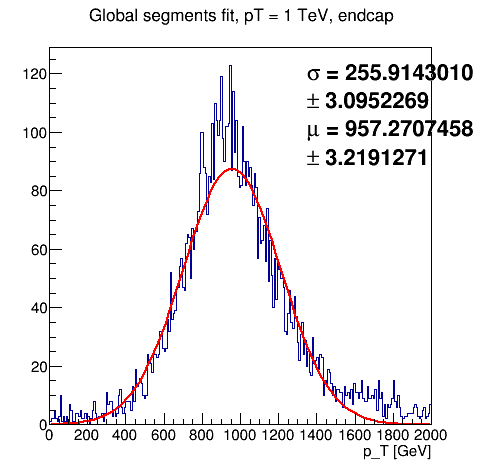 Global segments fit, pT = 1 TeV, endcap
σ = 255.9143010
± 3.0952269
μ = 957.2707458
± 3.2191271
120
100
80
60
40
20
0
0 200 400 600 800 1000 1200 1400 1600 1800 2000
p_T [GeV]